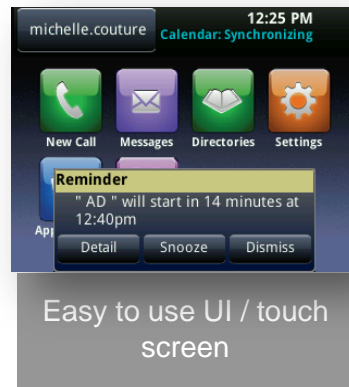 michelle.couture
12:25 PM
Calendar: Synchronizing
New Call Messages Directories Settings
Reminder
" AD " will start in 14 minutes at
12:40pm
Detail Snooze Dismiss
Easy to use UI / touch
screen